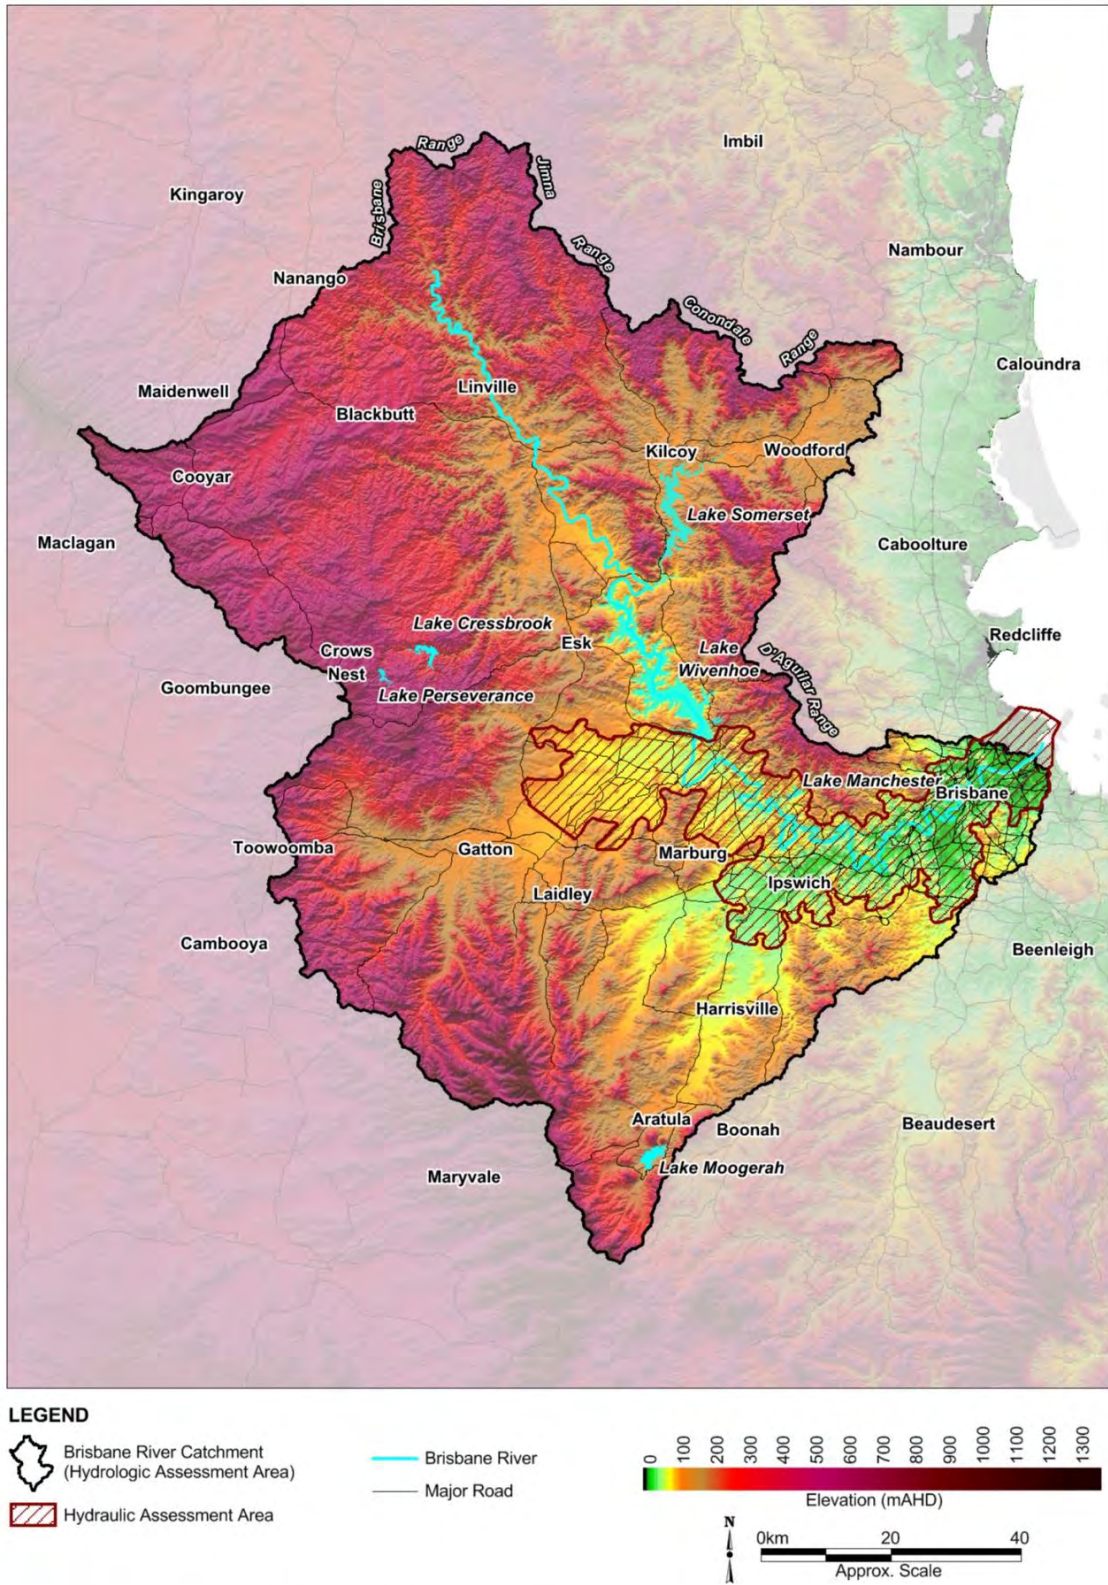 Imbil
Range
Jimna
Kingaroy
Brisbane
Range
Nambour
Nanango
Conondale
Range
Caloundra
Maidenwell
Linville
Blackbutt
Kilcoy
Woodford
Cooyar
Lake Somerset
Maclagan
Caboolture
Lake Cressbrook
Redcliffe
Esk
Crows
Nest
Lake
Wivenhoe
D'Aguilar Range
Goombungee
Lake Perseverance
Lake Manchester
Brisbane
Toowoomba
Gatton
Marburg
Ipswich
Laidley
Cambooya
Beenleigh
Harrisville
Aratula
Boonah
Beaudesert
Maryvale
Lake Moogerah
LEGEND
Brisbane River Catchment
(Hydrologic Assessment Area)
Hydraulic Assessment Area
Brisbane River
Major Road
0 100 200 300 400 500 600 700 800 900 1000 1100 1200 1300
Elevation (mAHD)
N
0km 20 40
Approx. Scale